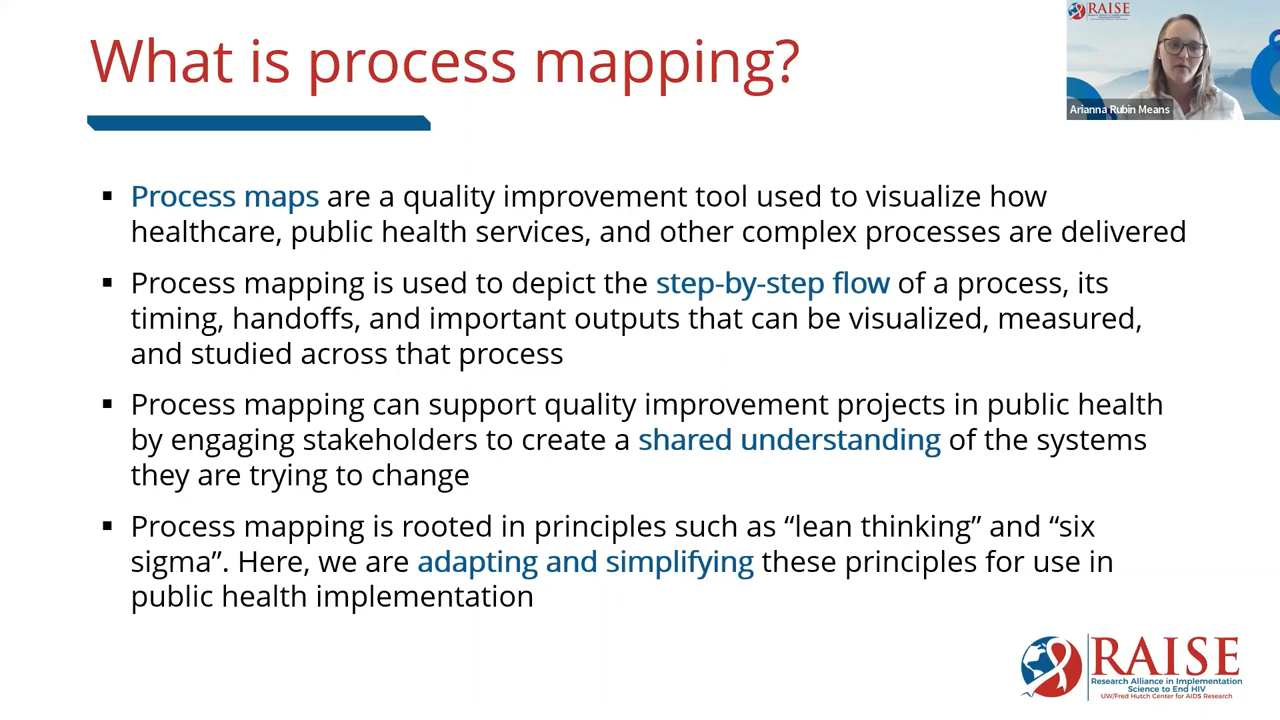 What is process mapping?
RAISE
Arianna Rubin Means
▪ Process maps are a quality improvement tool used to visualize how
healthcare, public health services, and other complex processes are delivered
▪ Process mapping is used to depict the step-by-step flow of a process, its
timing, handoffs, and important outputs that can be visualized, measured,
and studied across that process
▪ Process mapping can support quality improvement projects in public health
by engaging stakeholders to create a shared understanding of the systems
they are trying to change
▪ Process mapping is rooted in principles such as “lean thinking” and “six
sigma”. Here, we are adapting and simplifying these principles for use in
public health implementation
RAISE
Research Alliance in Implementation
Science to End HIV
UW/Fred Hutch Center for AIDS Research